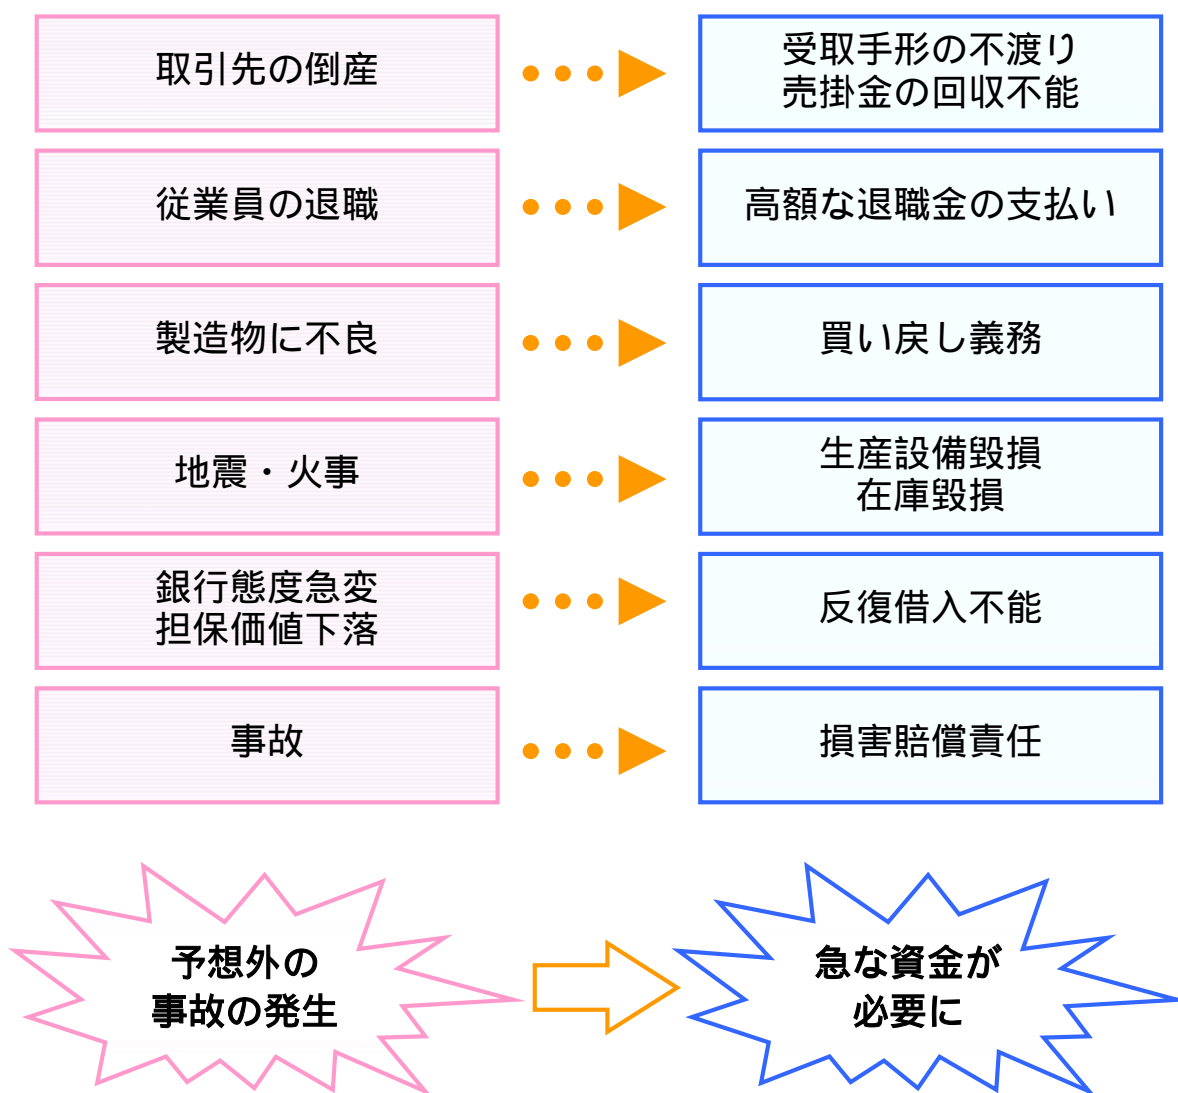 取引先の倒産
受取手形の不渡り
売掛金の回収不能
従業員の退職
高額な退職金の支払い
製造物に不良
買い戻し義務
地震・火事
生産設備毀損
在庫毀損
銀行態度急変
担保価値下落
反復借入不能
事故
損害賠償責任
予想外の
事故の発生
急な資金が
必要に